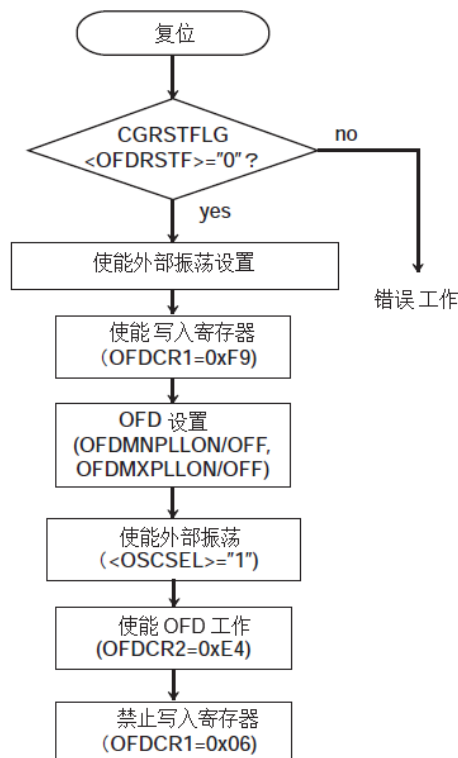 复位
CGRSTFLG
<OFDRSTF>="0"?
no
yes
使能外部振荡设置
错误工作
使能写入寄存器
(OFDCR1=0xF9)
OFD 设置
(OFDMNPLLON/OFF,
OFDMXPLLON/OFF)
使能外部振荡
(<OSCSEL>="1")
使能 OFD 工作
(OFDCR2=0xE4)
禁止写入寄存器
(OFDCR1=0x06)